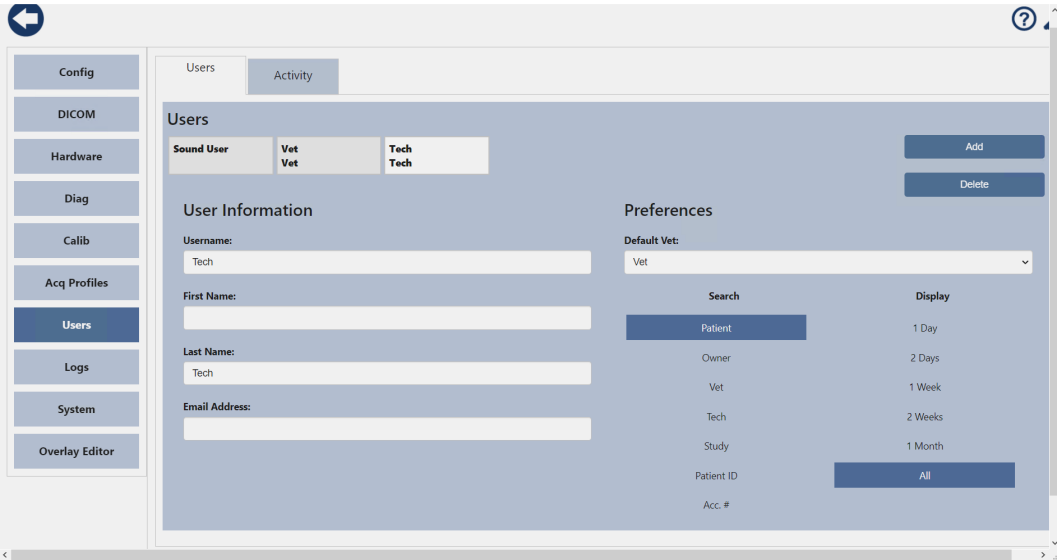 ?
Config
DICOM
Hardware
Diag
Calib
Acq Profiles
Users
Logs
System
Overlay Editor
Users
Activity
Users
Sound User
Vet
Vet
Tech
Tech
Add
Delete
User Information
Username:
Tech
First Name:
Last Name:
Tech
Email Address:
Preferences
Default Vet:
Vet
Search
Patient
Owner
Vet
Tech
Study
Patient ID
Acc. #
Display
1 Day
2 Days
1 Week
2 Weeks
1 Month
All